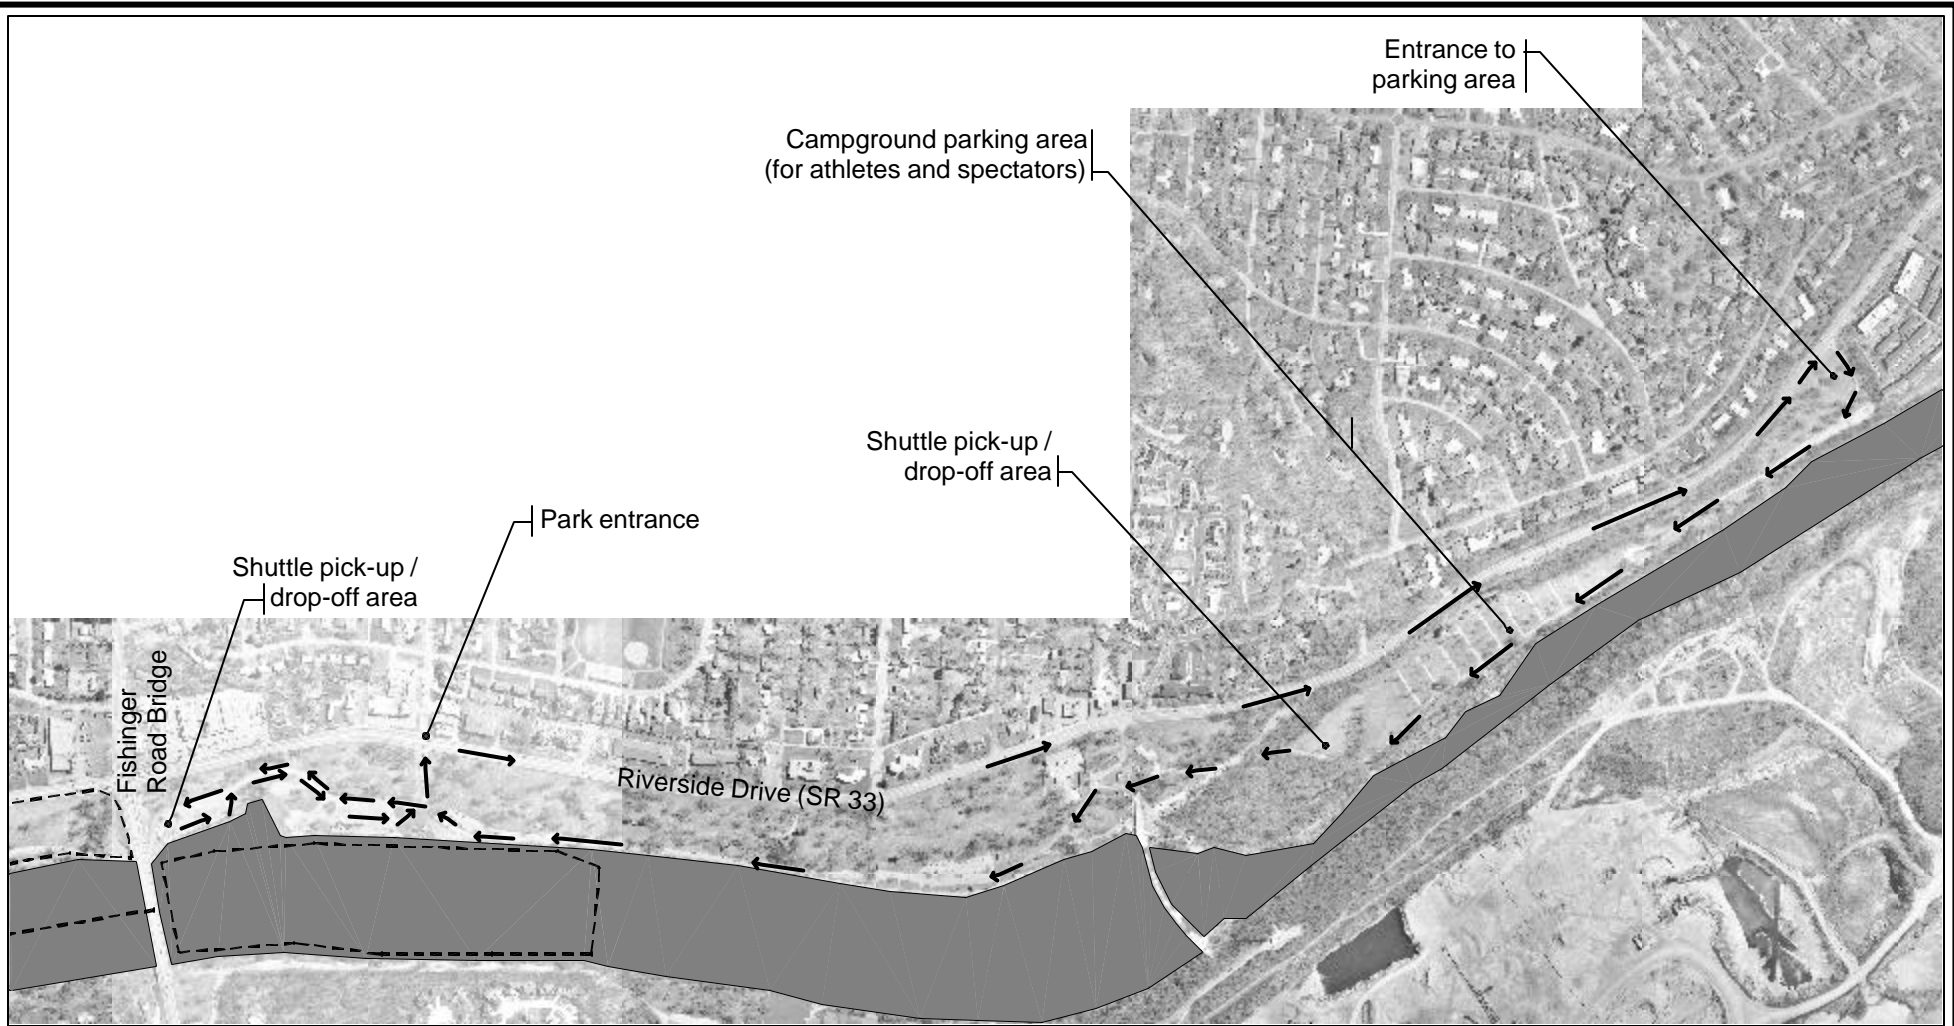 Entrance to
parking area
Campground parking area
(for athletes and spectators)
Shuttle pick-up /
drop-off area
Park entrance
Shuttle pick-up /
drop-off area
Fishinger
Road Bridge
Riverside Drive (SR 33)